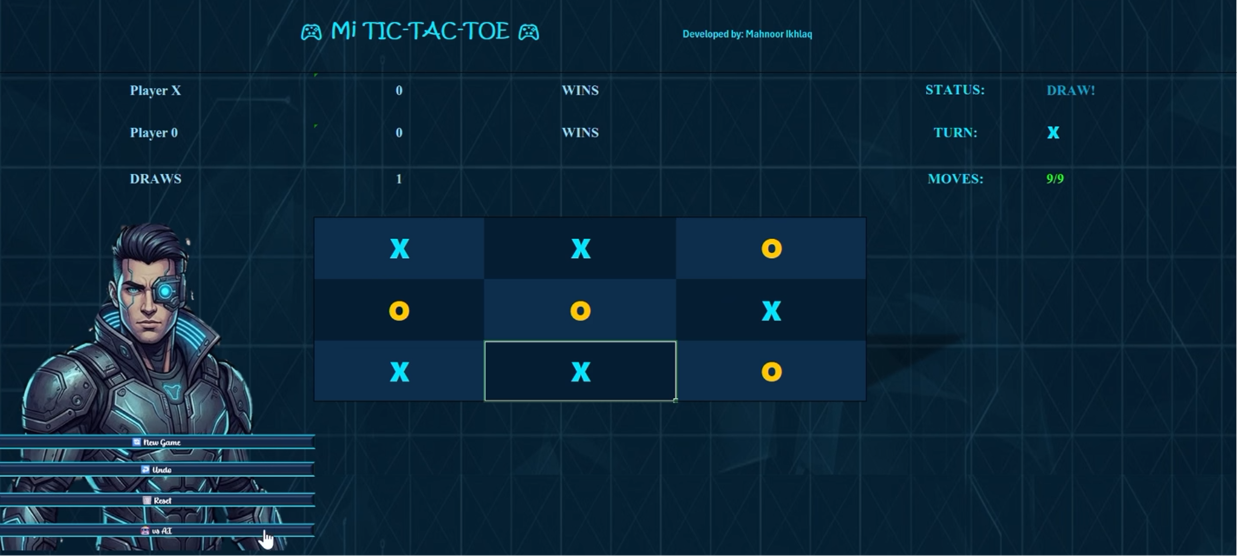 Mi TIC-TAC-TOE
Developed by: Mahnoor Ikhlaq
Player X 0 WINS STATUS: DRAW!
Player 0 0 WINS TURN: X
DRAWS 1 MOVES: 9/9
X X O
O O X
X X O
New Game
Undo
Reset
vs AI